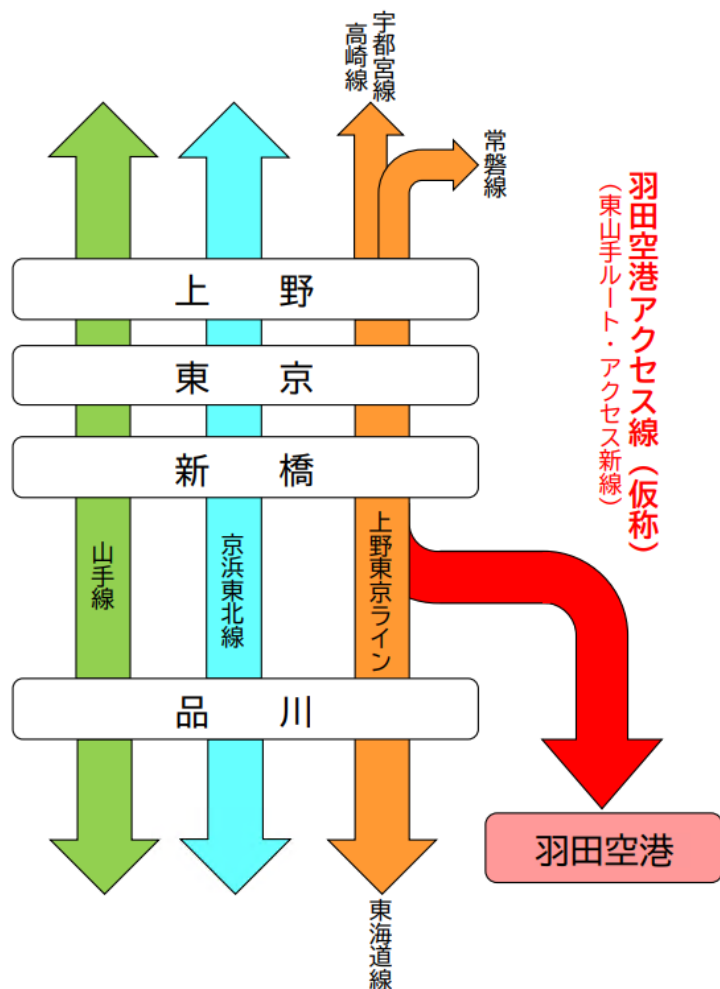 宇都宮線
高崎線
常磐線
羽田空港アクセス線（仮称）
（東山手ルート・アクセス新線）
上野
東京
新橋
山手線
京浜東北線
上野東京ライン
品川
羽田空港
東海道線